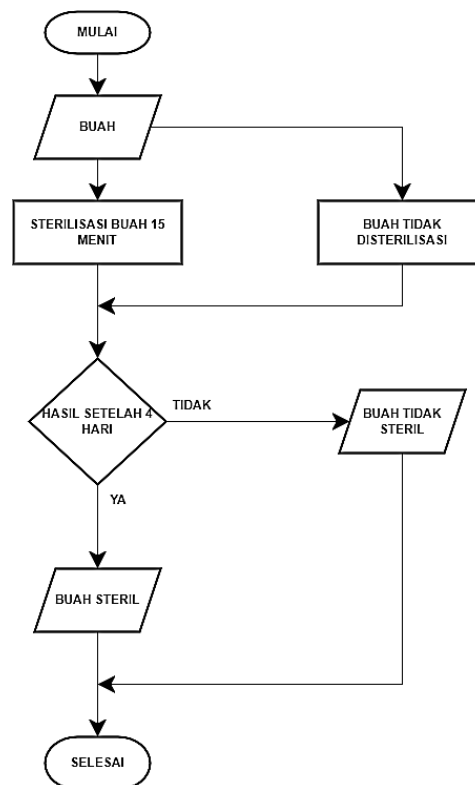 MULAI
BUAH
STERILISASI BUAH 15
MENIT
BUAH TIDAK
DISTERILISASI
HASIL SETELAH 4
HARI
TIDAK
BUAH TIDAK
STERIL
YA
BUAH STERIL
SELESAI